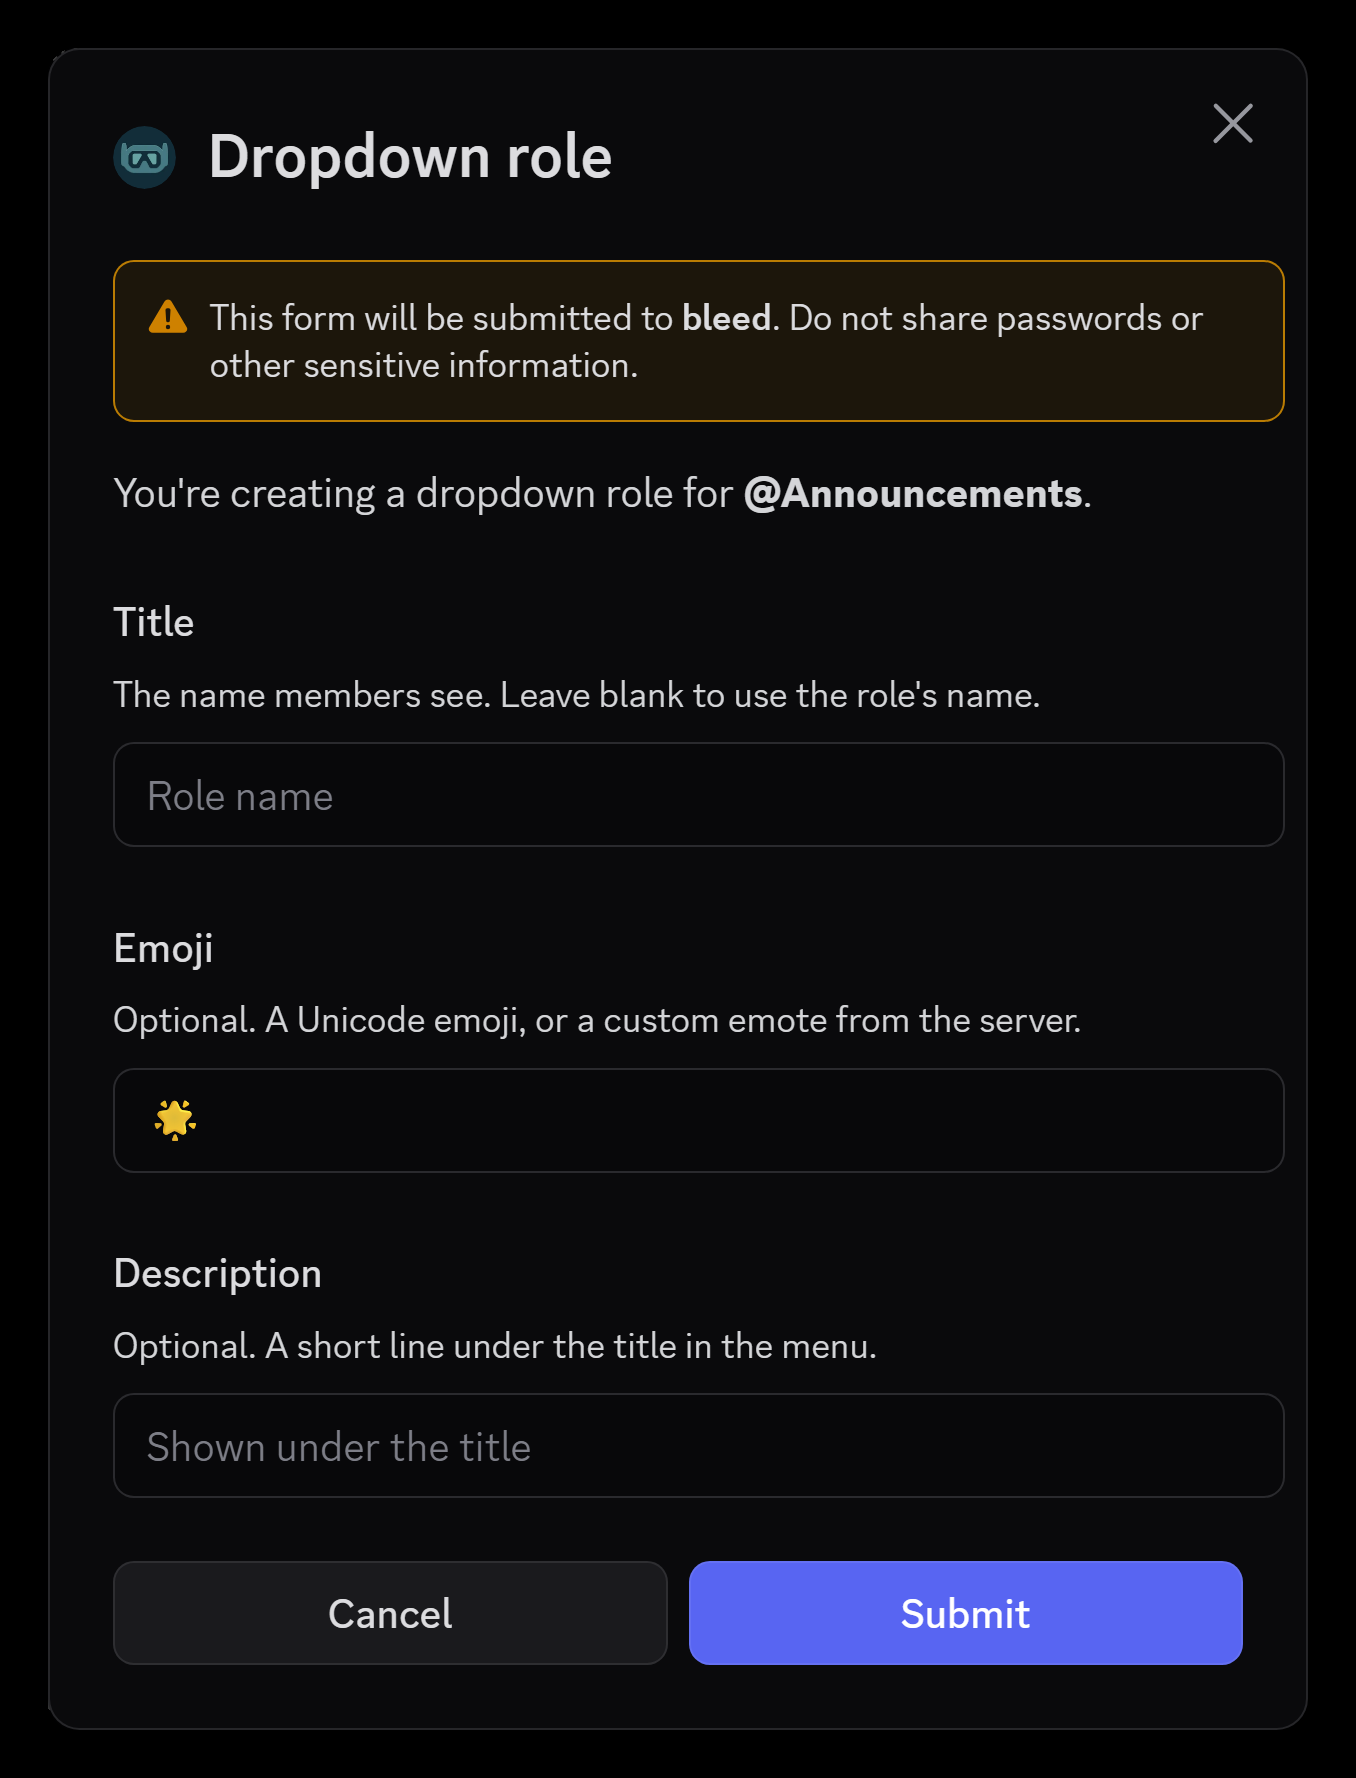 Dropdown role
This form will be submitted to bleed. Do not share passwords or
other sensitive information.
You're creating a dropdown role for @Announcements.
Title
The name members see. Leave blank to use the role's name.
Role name
Emoji
Optional. A Unicode emoji, or a custom emote from the server.
🌟
Description
Optional. A short line under the title in the menu.
Shown under the title
Cancel
Submit